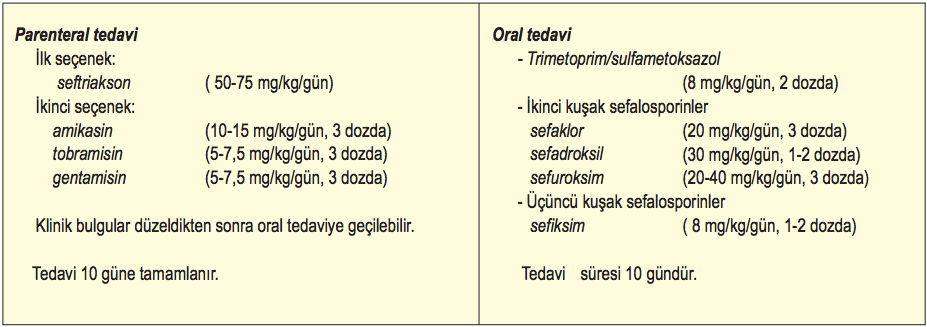 Parenteral tedavi
İlk seçenek:
seftriakson ( 50-75 mg/kg/gün)
İkinci seçenek:
amikasin (10-15 mg/kg/gün, 3 dozda)
tobramisin (5-7,5 mg/kg/gün, 3 dozda)
gentamisin (5-7,5 mg/kg/gün, 3 dozda)
Klinik bulgular düzeldikten sonra oral tedaviye geçilebilir.
Tedavi 10 güne tamamlanır.
Oral tedavi
- Trimetoprim/sulfametoksazol
(8 mg/kg/gün, 2 dozda)
- İkinci kuşak sefalosporinler
sefaklor (20 mg/kg/gün, 3 dozda)
sefadroksil (30 mg/kg/gün, 1-2 dozda)
sefuroksim (20-40 mg/kg/gün, 3 dozda)
- Üçüncü kuşak sefalosporinler
sefiksim ( 8 mg/kg/gün, 1-2 dozda)
Tedavi süresi 10 gündür.